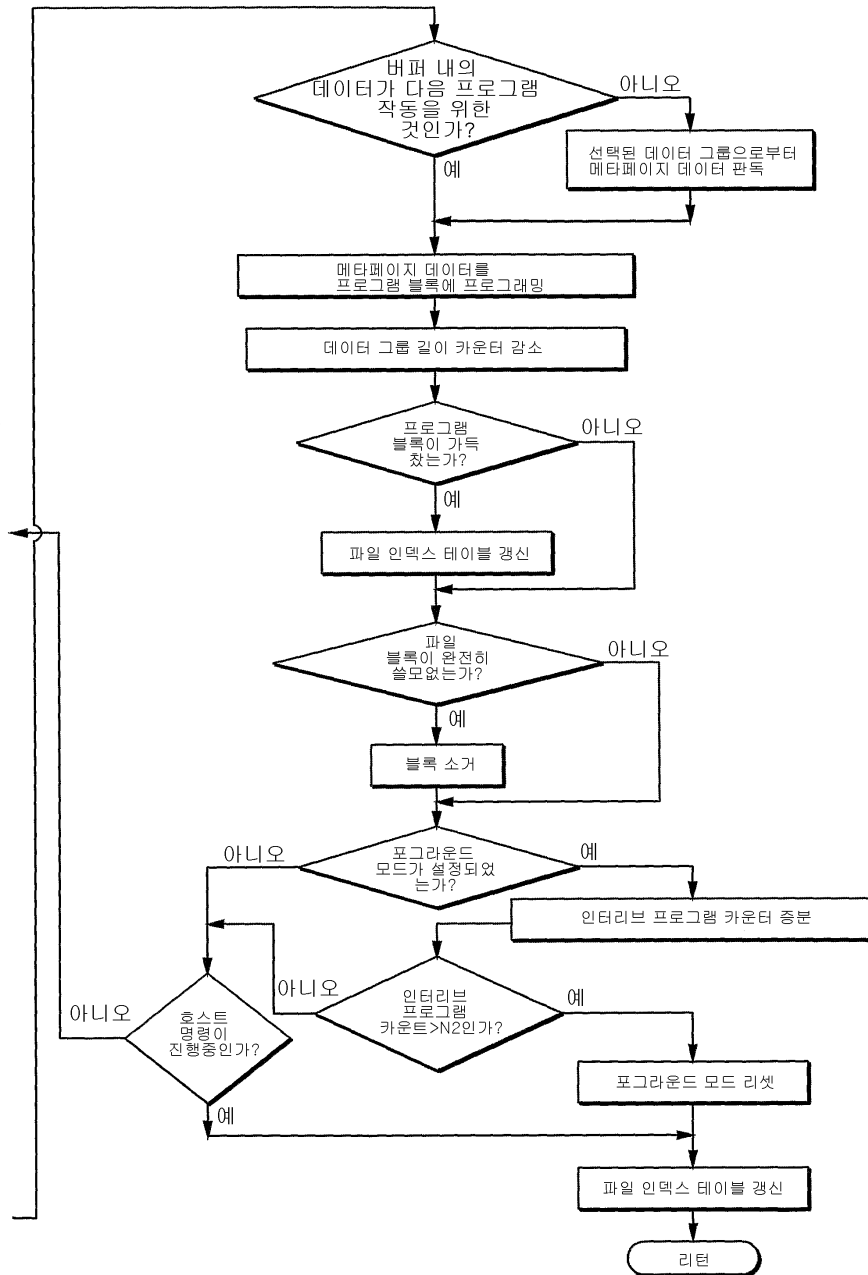 버퍼 내의
데이터가 다음 프로그램
작동을 위한
것인가?
아니오
선택된 데이터 그룹으로부터
메타페이지 데이터 판독
예
메타페이지 데이터를
프로그램 블록에 프로그래밍
데이터 그룹 길이 카운터 감소
프로그램
블록이 가득
찼는가?
아니오
예
파일 인덱스 테이블 갱신
파일
블록이 완전히
쓸모없는가?
아니오
예
블록 소거
아니오
포그라운드
모드가 설정되었
는가?
예
인터리브 프로그램 카운터 증분
아니오
호스트
명령이
진행중인가?
아니오
인터리브
프로그램
카운트>N2인가?
예
포그라운드 모드 리셋
예
파일 인덱스 테이블 갱신
리턴